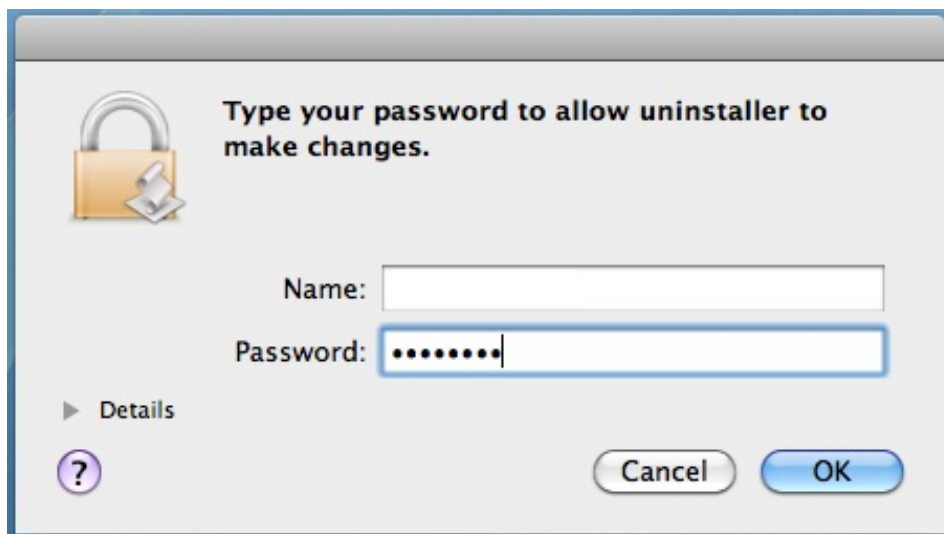 Type your password to allow uninstaller to
make changes.
Name:
Password: ••••••••
Details
?
Cancel
OK